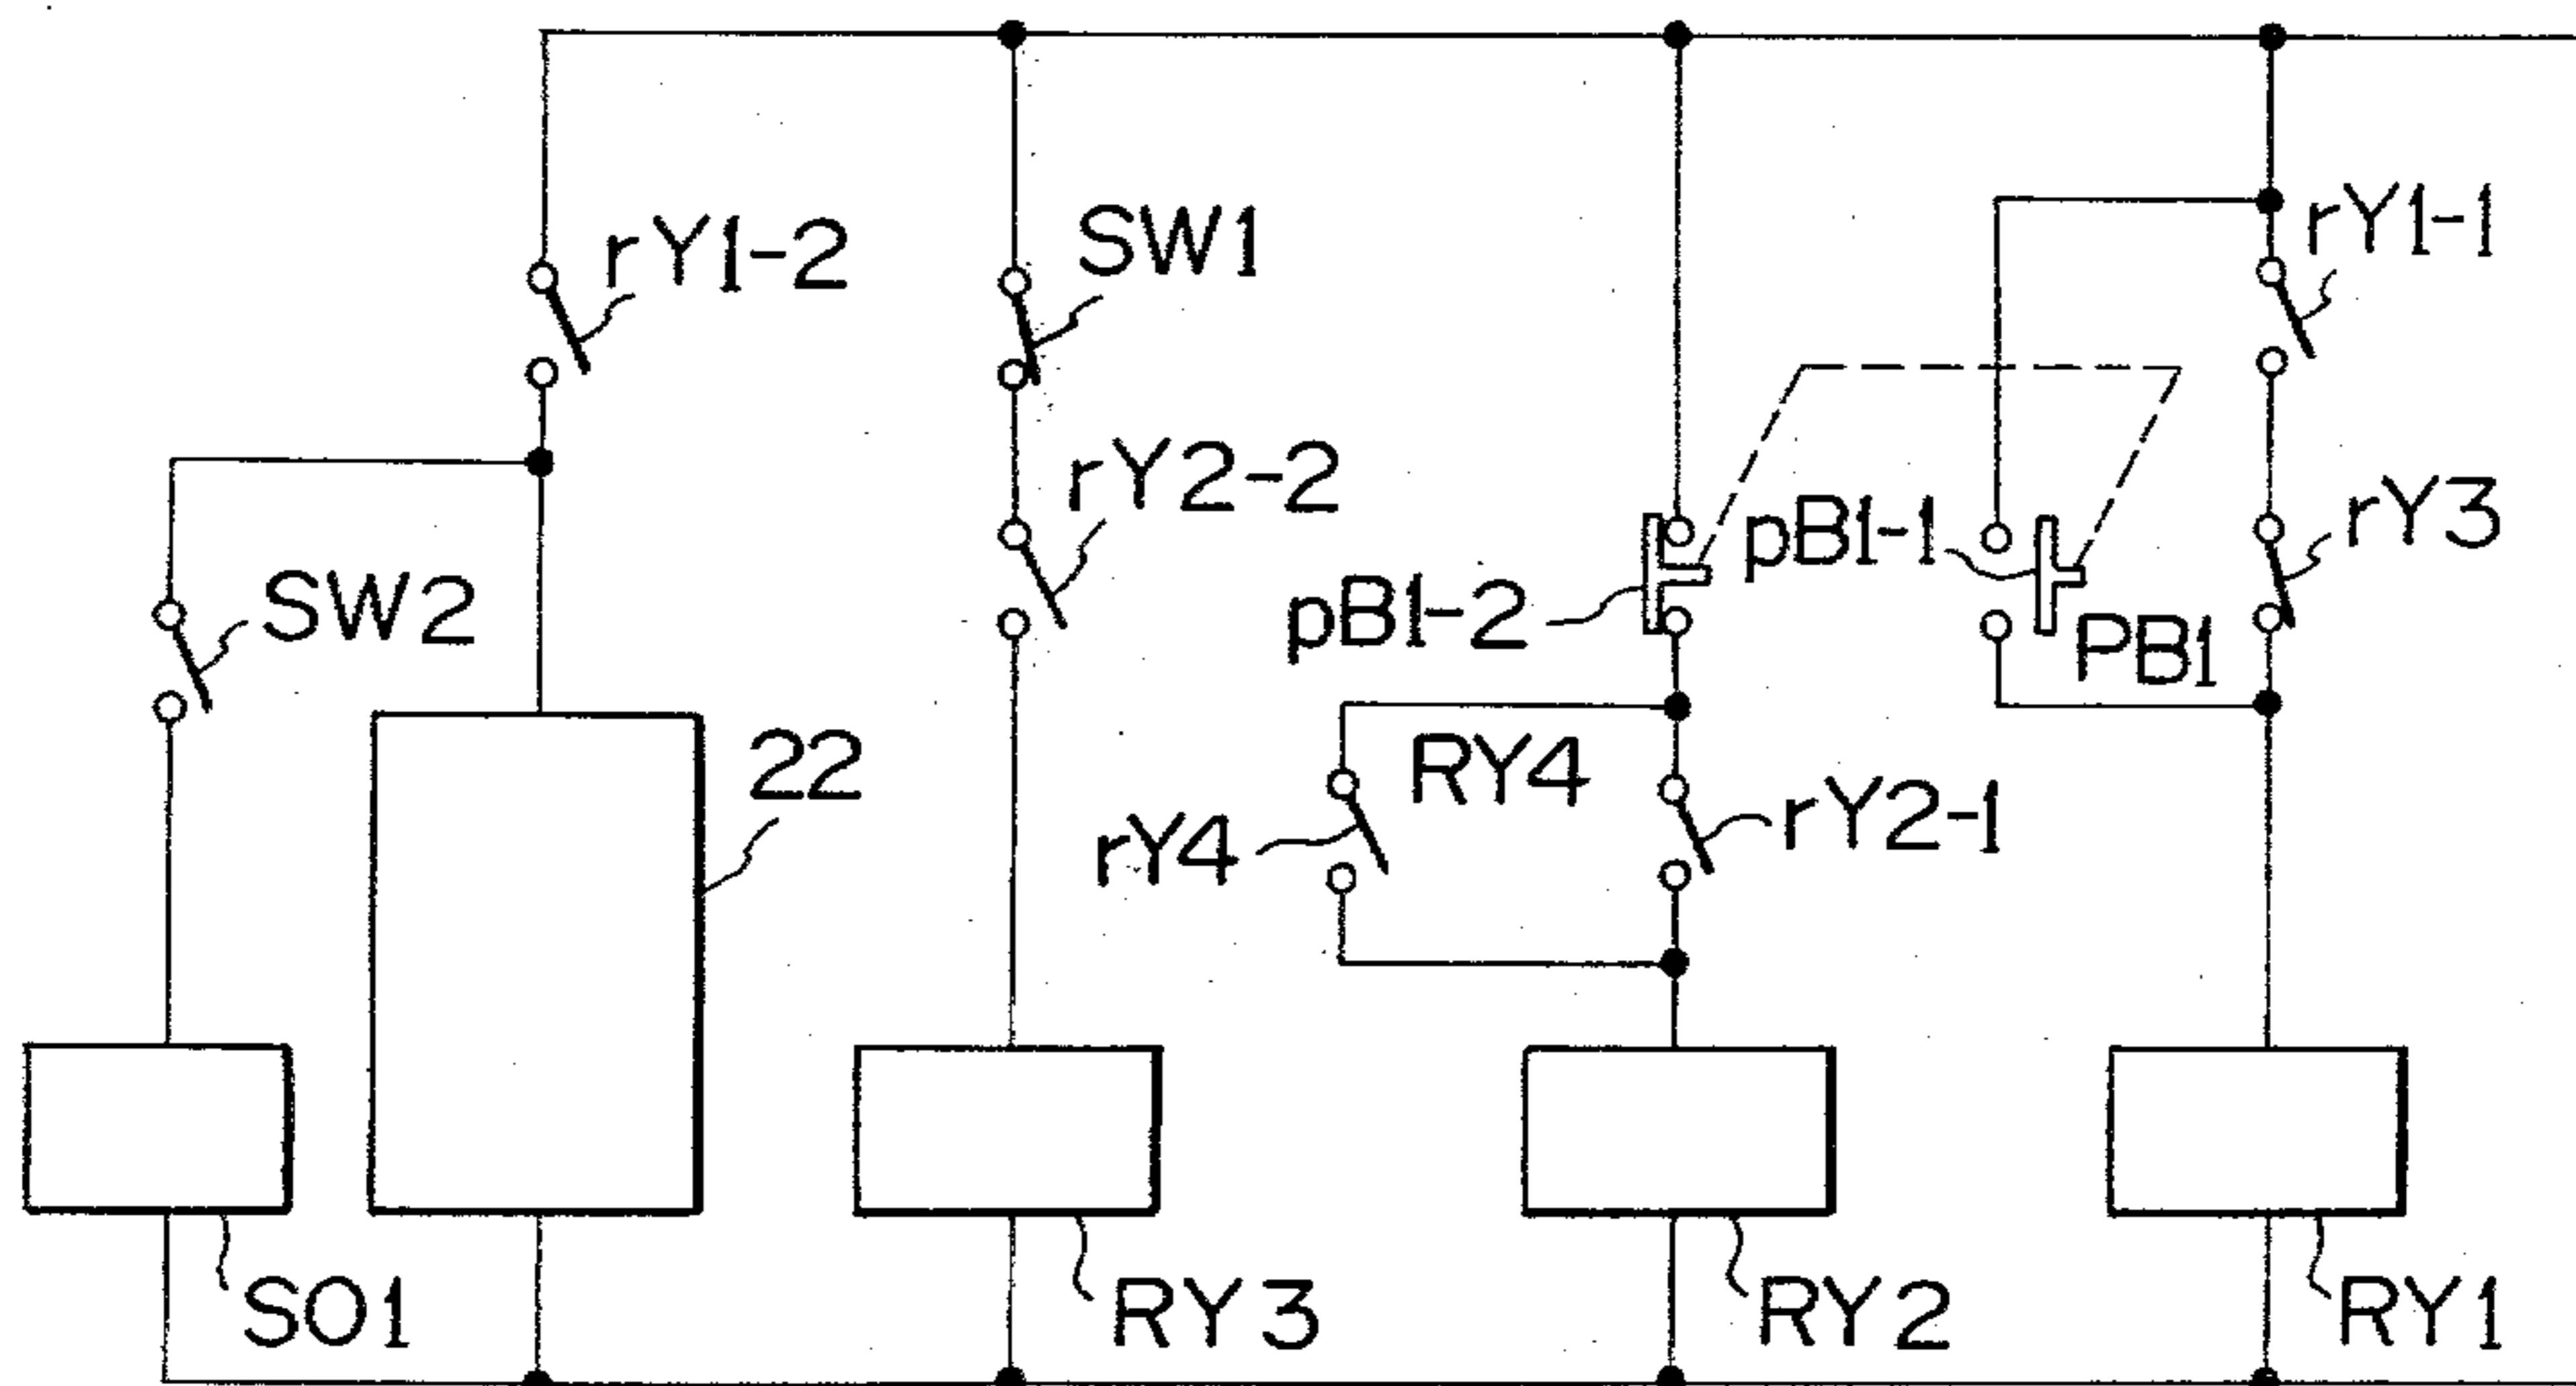 rY1-2
SW1
rY1-1
rY2-2
pB1-1
rY3
SW2
pB1-2
PB1
22
RY4
rY4
rY2-1
SO1
RY3
RY2
RY1